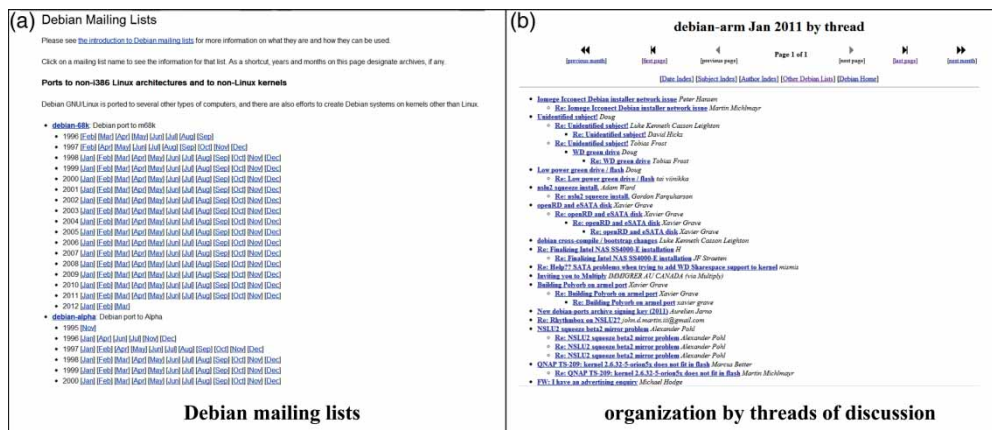 (a)
Debian Mailing Lists
Please see the introduction to Debian mailing lists for more information on what they are and how they can be used.
Click on a mailing list name to see the information for that list. As a shortcut, years and months on this page designate archives, if any.
Ports to non-i386 Linux architectures and to non-Linux kernels
Debian GNU/Linux is ported to several other types of computers, and there are also efforts to create Debian systems on kernels other than Linux.
debian-68k: Debian port to m68k
1996 [Feb] [Mar] [Apr] [May] [Jun] [Jul] [Aug] [Sep]
1997 [Feb] [Mar] [May] [Jun] [Jul] [Aug] [Sep] [Oct] [Nov] [Dec]
1998 [Jan] [Feb] [Mar] [Apr] [May] [Jun] [Jul] [Aug] [Sep] [Oct] [Nov] [Dec]
1999 [Jan] [Feb] [Mar] [Apr] [May] [Jun] [Jul] [Aug] [Sep] [Oct] [Nov] [Dec]
2000 [Jan] [Feb] [Mar] [Apr] [May] [Jun] [Jul] [Aug] [Sep] [Oct] [Nov] [Dec]
2001 [Jan] [Feb] [Mar] [Apr] [May] [Jun] [Jul] [Aug] [Sep] [Oct] [Nov] [Dec]
2002 [Jan] [Feb] [Mar] [Apr] [May] [Jun] [Jul] [Aug] [Sep] [Oct] [Nov] [Dec]
2003 [Jan] [Feb] [Mar] [Apr] [May] [Jun] [Jul] [Aug] [Sep] [Oct] [Nov] [Dec]
2004 [Jan] [Feb] [Mar] [Apr] [May] [Jun] [Jul] [Aug] [Sep] [Oct] [Nov] [Dec]
2005 [Jan] [Feb] [Mar] [Apr] [May] [Jun] [Jul] [Aug] [Sep] [Oct] [Nov] [Dec]
2006 [Jan] [Feb] [Mar] [Apr] [May] [Jun] [Jul] [Aug] [Sep] [Oct] [Nov] [Dec]
2007 [Jan] [Feb] [Mar] [Apr] [May] [Jun] [Jul] [Aug] [Sep] [Oct] [Nov] [Dec]
2008 [Jan] [Feb] [Mar] [Apr] [May] [Jun] [Jul] [Aug] [Sep] [Oct] [Nov] [Dec]
2009 [Jan] [Feb] [Mar] [Apr] [May] [Jun] [Jul] [Aug] [Sep] [Oct] [Nov] [Dec]
2010 [Jan] [Feb] [Mar] [Apr] [May] [Jun] [Jul] [Aug] [Sep] [Oct] [Nov] [Dec]
2011 [Jan] [Feb] [Mar] [Apr] [May] [Jun] [Jul] [Aug] [Sep] [Oct] [Nov] [Dec]
2012 [Jan] [Feb] [Mar]
debian-alpha: Debian port to Alpha
1995 [Nov]
1996 [Jan] [Apr] [Jun] [Jul] [Nov] [Dec]
1997 [Jan] [Feb] [Apr] [May] [Jun] [Jul] [Aug] [Sep] [Oct] [Nov] [Dec]
1998 [Jan] [Feb] [Mar] [Apr] [May] [Jun] [Jul] [Aug] [Sep] [Oct] [Nov] [Dec]
1999 [Jan] [Feb] [Mar] [Apr] [May] [Jun] [Jul] [Aug] [Sep] [Oct] [Nov] [Dec]
2000 [Jan] [Feb] [Mar] [Apr] [May] [Jun] [Jul] [Aug] [Sep] [Oct] [Nov] [Dec]
Debian mailing lists
(b)
debian-arm Jan 2011 by thread
[previous month] [first page] [previous page] Page 1 of 1 [next page] [last page] [next month]
[Date Index] [Subject Index] [Author Index] [Other Debian Lists] [Debian Home]
Iomege Icconect Debian installer network issue Peter Hansen
Re: Iomege Icconect Debian installer network issue Martin Michlmayr
Unidentified subject! Doug
Re: Unidentified subject! Luke Kenneth Casson Leighton
Re: Unidentified subject! David Hicks
Re: Unidentified subject! Tobias Frost
WD green drive Doug
Re: WD green drive Tobias Frost
Low power green drive / flash Doug
Re: Low power green drive / flash tai viinikka
nslu2 squeeze install. Adam Ward
Re: nslu2 squeeze install. Gordon Farquharson
openRD and eSATA disk Xavier Grave
Re: openRD and eSATA disk Xavier Grave
Re: openRD and eSATA disk Xavier Grave
Re: openRD and eSATA disk Xavier Grave
debian cross-compile / bootstrap changes Luke Kenneth Casson Leighton
Re: Finalizing Intel NAS SS4000-E installation H
Re: Finalizing Intel NAS SS4000-E installation JF Straeten
Re: Help?? SATA problems when trying to add WD Sharespace support to kernel mismis
Inviting you to Multiply IMMIGRER AU CANADA (via Multiply)
Building Polyorb on armel port Xavier Grave
Re: Building Polyorb on armel port Xavier Grave
Re: Building Polyorb on armel port xavier grave
New debian-ports archive signing key (2011) Aurelien Jarno
Re: Rhythmbox on NSLU2? john.d.martin.iii@gmail.com
NSLU2 squeeze beta2 mirror problem Alexander Pohl
Re: NSLU2 squeeze beta2 mirror problem Alexander Pohl
Re: NSLU2 squeeze beta2 mirror problem Alexander Pohl
Re: NSLU2 squeeze beta2 mirror problem Alexander Pohl
QNAP TS-209: kernel 2.6.32-5-orion5x does not fit in flash Marcus Better
Re: QNAP TS-209: kernel 2.6.32-5-orion5x does not fit in flash Martin Michlmayr
FW: I have an advertising enquiry Michael Hodge
organization by threads of discussion